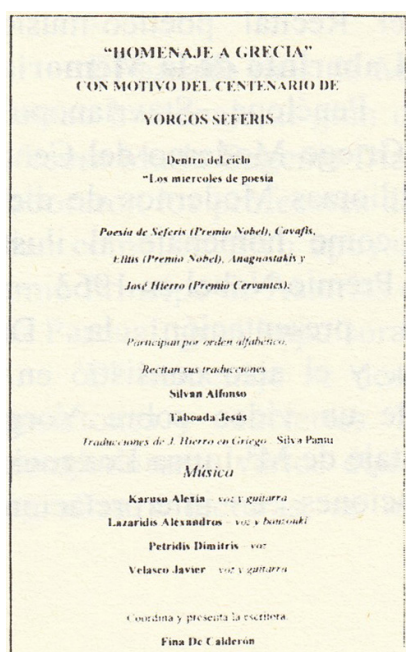 “HOMENAJE A GRECIA”
CON MOTIVO DEL CENTENARIO DE
YORGOS SEFERIS
Dentro del ciclo
“Los miercoles de poesia
Poesia de Seferis (Premio Nobel), Cavafis,
Elitis (Premio Nobel), Anagnostakis y
José Hierro (Premio Cervantes).
Participan por orden alfabético:
Recitan sus traducciones
Silvan Alfonso
Taboada Jesús
Traducciones de J. Hierro en Griego - Silva Pantu
Música
Karusu Alexia – voz y guitarra
Lazaridis Alexandros – voz y bouzouki
Petridis Dimitris – voz
Velasco Javier – voz y guitarra
Coordina y presenta la escritora:
Fina De Calderón